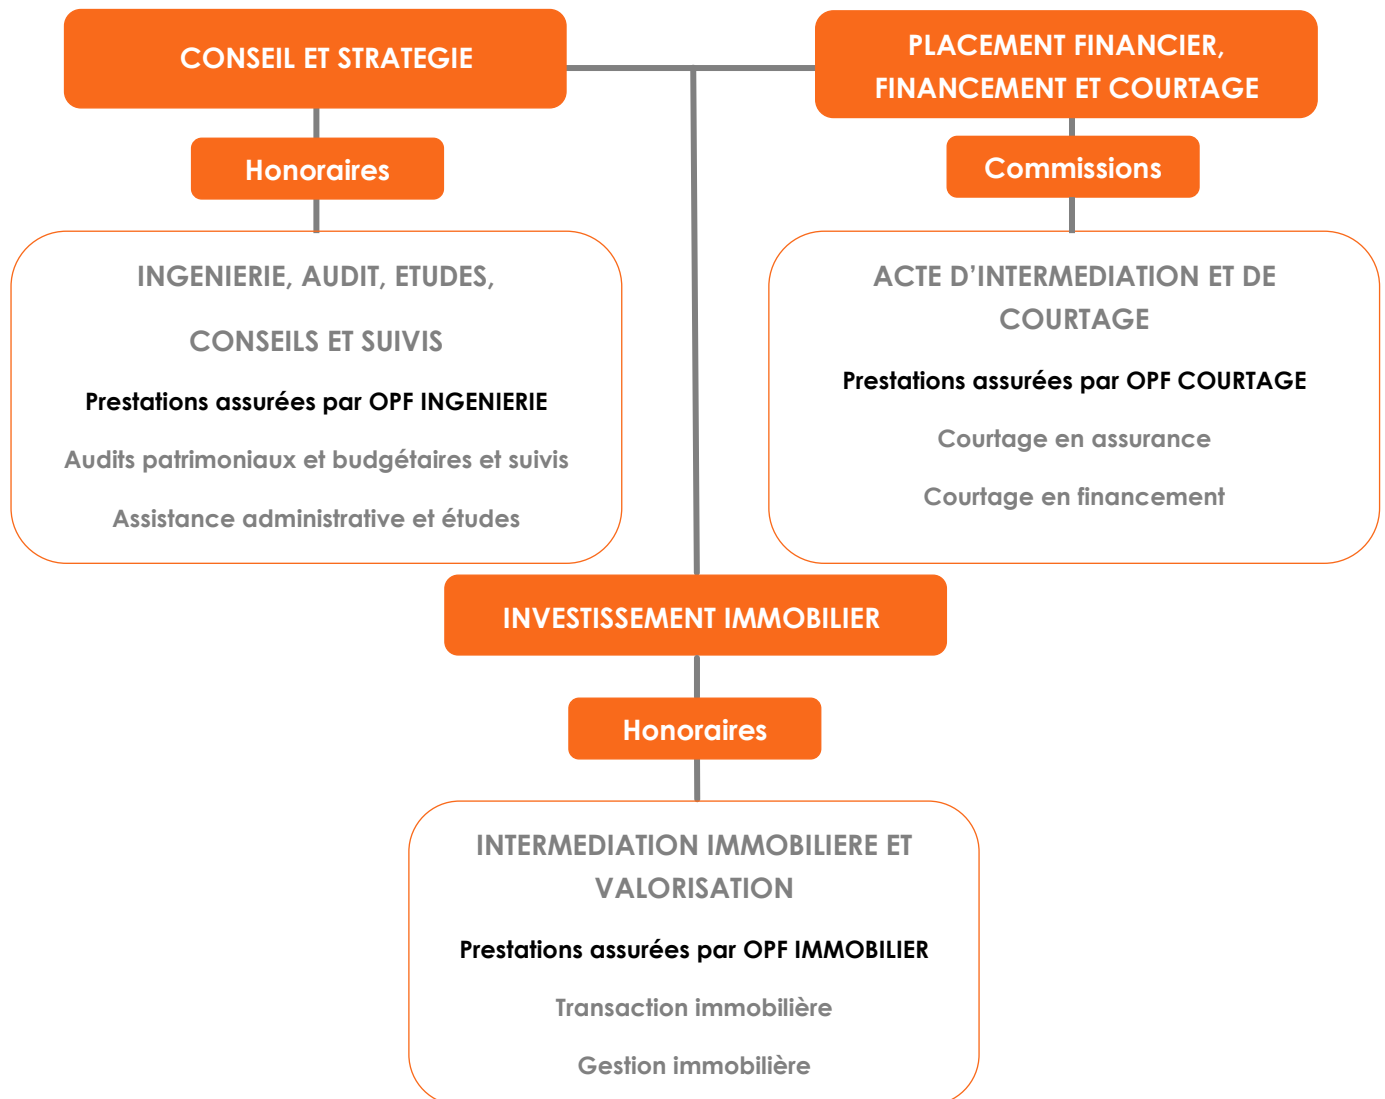 CONSEIL ET STRATEGIE
Honoraires
INGENIERIE, AUDIT, ETUDES,
CONSEILS ET SUIVIS
Prestations assurées par OPF INGENIERIE
Audits patrimoniaux et budgétaires et suivis
Assistance administrative et études
PLACEMENT FINANCIER,
FINANCEMENT ET COURTAGE
Commissions
ACTE D’INTERMEDIATION ET DE
COURTAGE
Prestations assurées par OPF COURTAGE
Courtage en assurance
Courtage en financement
INVESTISSEMENT IMMOBILIER
Honoraires
INTERMEDIATION IMMOBILIERE ET
VALORISATION
Prestations assurées par OPF IMMOBILIER
Transaction immobilière
Gestion immobilière